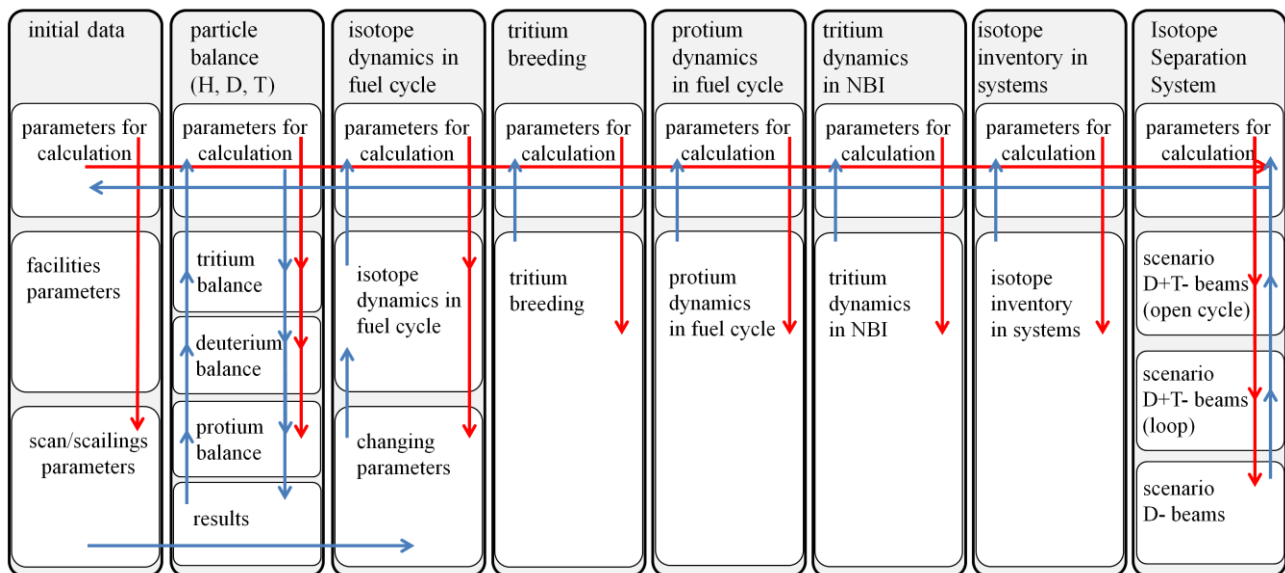 initial data
parameters for
calculation
facilities
parameters
scan/scailings
parameters
particle
balance
(H, D, T)
parameters for
calculation
tritium
balance
deuterium
balance
protium
balance
results
isotope
dynamics in
fuel cycle
parameters for
calculation
isotope
dynamics in
fuel cycle
changing
parameters
tritium
breeding
parameters for
calculation
tritium
breeding
protium
dynamics
in fuel cycle
parameters for
calculation
protium
dynamics
in fuel cycle
tritium
dynamics
in NBI
parameters for
calculation
tritium
dynamics
in NBI
isotope
inventory in
systems
parameters for
calculation
isotope
inventory
in systems
Isotope
Separation
System
parameters for
calculation
scenario
D+T- beams
(open cycle)
scenario
D+T- beams
(loop)
scenario
D- beams